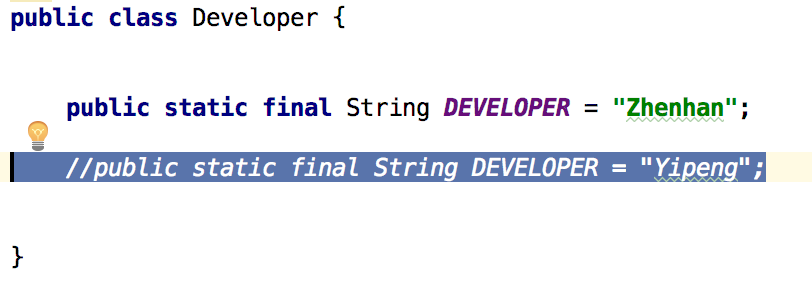 public class Developer {
public static final String DEVELOPER = "Zhenhan";
//public static final String DEVELOPER = "Yipeng";
}